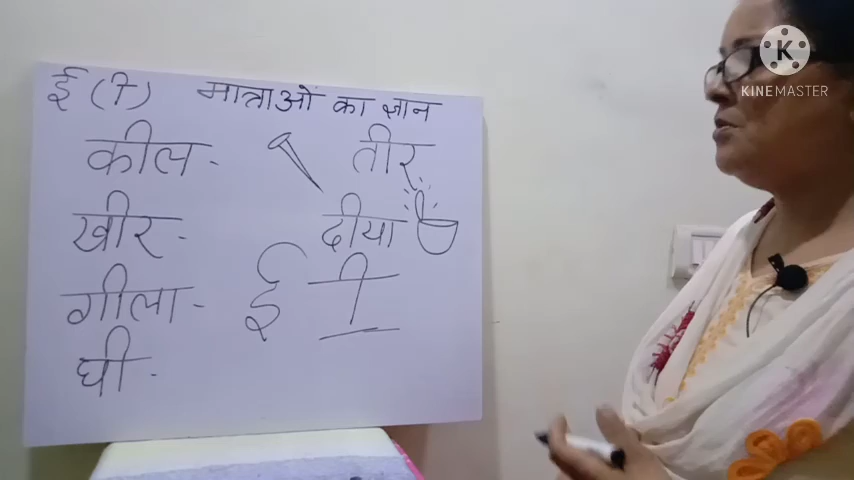 ई (ी) मात्राओं का ज्ञान
कील - तीर
खीर - दीया
ई ी
गीला -
घी -
K
KINEMASTER